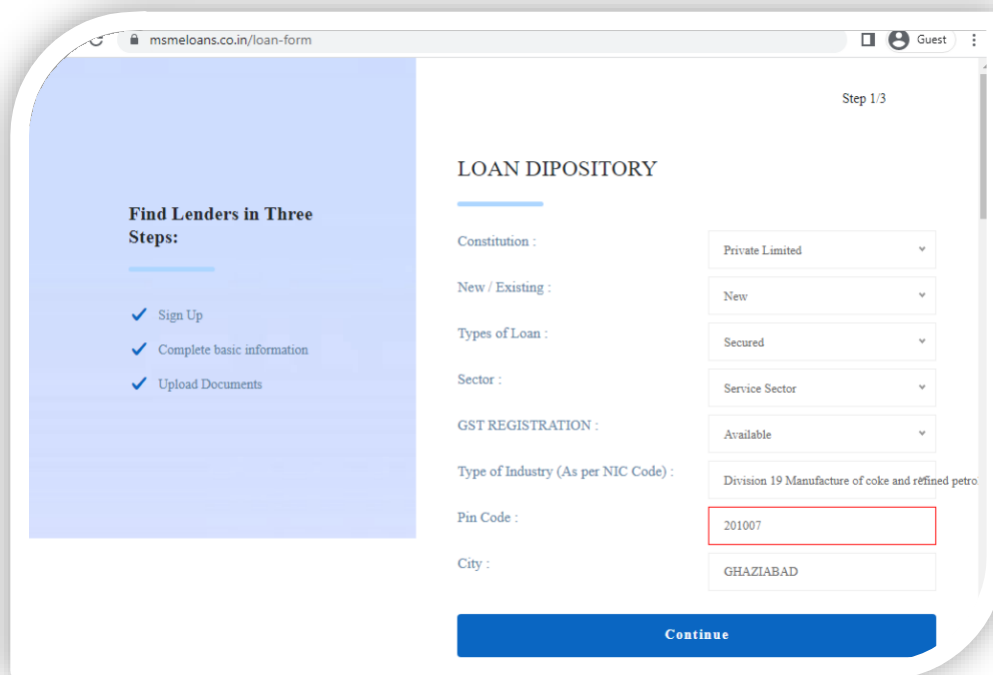 msmeloans.co.in/loan-form
Guest
Step 1/3
Find Lenders in Three
Steps:
Sign Up
Complete basic information
Upload Documents
LOAN DIPOSITORY
Constitution :
Private Limited
New / Existing :
New
Types of Loan :
Secured
Sector :
Service Sector
GST REGISTRATION :
Available
Type of Industry (As per NIC Code) :
Division 19 Manufacture of coke and refined petro
Pin Code :
201007
City :
GHAZIABAD
Continue